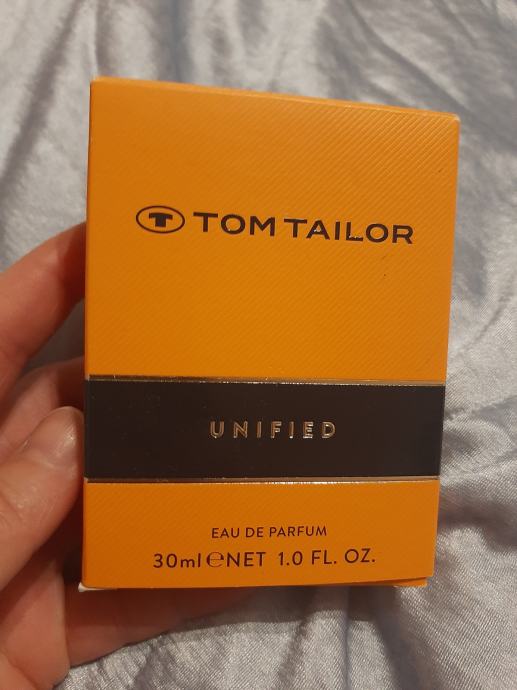 T TOM TAILOR
UNIFIED
EAU DE PARFUM
30ml ℮ NET 1.0 FL. OZ.